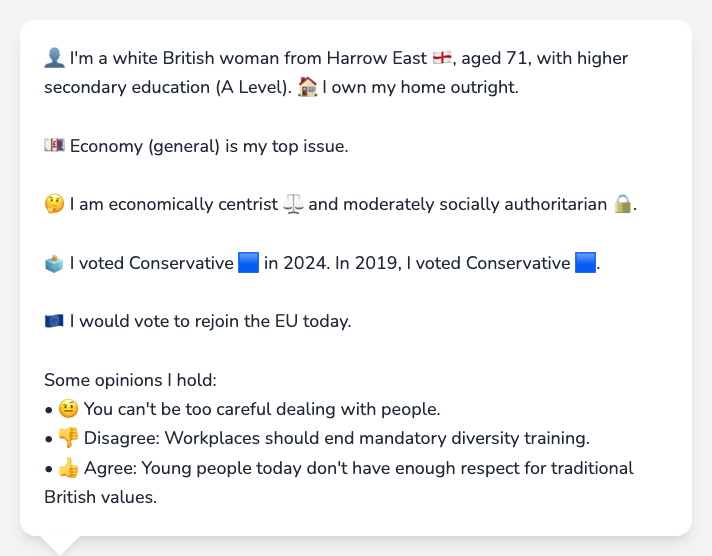 👤 I'm a white British woman from Harrow East 🏴󠁧󠁢󠁥󠁮󠁧󠁿, aged 71, with higher
secondary education (A Level). 🏠 I own my home outright.
💷 Economy (general) is my top issue.
🤔 I am economically centrist ⚖️ and moderately socially authoritarian 🔒.
🗳️ I voted Conservative 🟦 in 2024. In 2019, I voted Conservative 🟦.
🇪🇺 I would vote to rejoin the EU today.
Some opinions I hold:
• 🤨 You can't be too careful dealing with people.
• 👎 Disagree: Workplaces should end mandatory diversity training.
• 👍 Agree: Young people today don't have enough respect for traditional
British values.